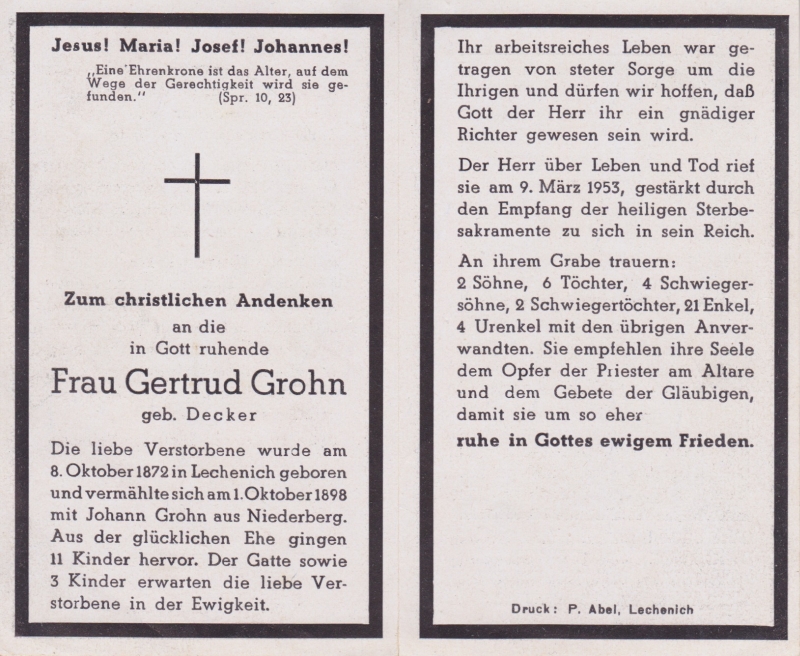 Jesus! Maria! Josef! Johannes!
„Eine Ehrenkrone ist das Alter, auf dem
Wege der Gerechtigkeit wird sie ge-
funden.“ (Spr. 10, 23)
Zum christlichen Andenken
an die
in Gott ruhende
Frau Gertrud Grohn
geb. Decker
Die liebe Verstorbene wurde am
8. Oktober 1872 in Lechenich geboren
und vermählte sich am 1. Oktober 1898
mit Johann Grohn aus Niederberg.
Aus der glücklichen Ehe gingen
11 Kinder hervor. Der Gatte sowie
3 Kinder erwarten die liebe Ver-
storbene in der Ewigkeit.
Ihr arbeitsreiches Leben war ge-
tragen von steter Sorge um die
Ihrigen und dürfen wir hoffen, daß
Gott der Herr ihr ein gnädiger
Richter gewesen sein wird.
Der Herr über Leben und Tod rief
sie am 9. März 1953, gestärkt durch
den Empfang der heiligen Sterbe-
sakramente zu sich in sein Reich.
An ihrem Grabe trauern:
2 Söhne, 6 Töchter, 4 Schwieger-
söhne, 2 Schwiegertöchter, 21 Enkel,
4 Urenkel mit den übrigen Anver-
wandten. Sie empfehlen ihre Seele
dem Opfer der Priester am Altare
und dem Gebete der Gläubigen,
damit sie um so eher
ruhe in Gottes ewigem Frieden.
Druck: P. Abel, Lechenich